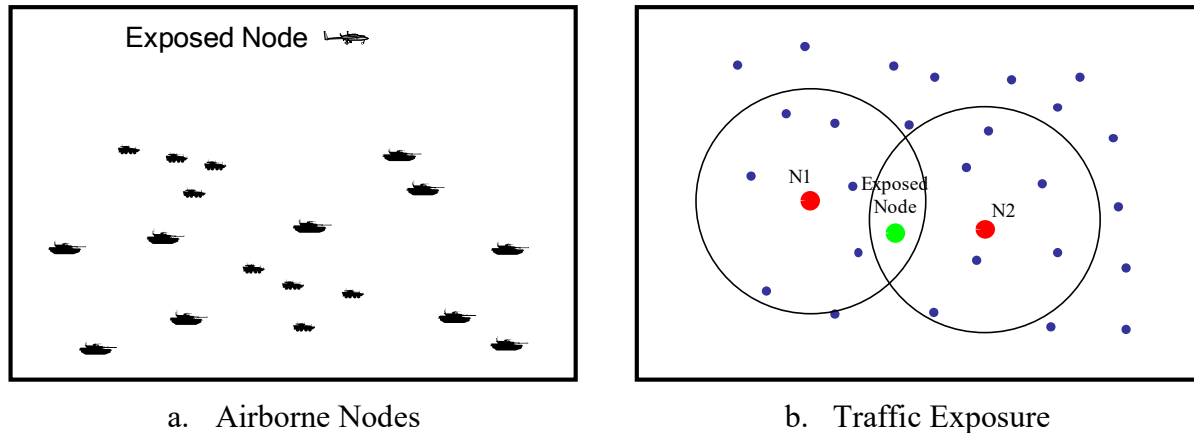 Exposed Node
N1
Exposed
Node
N2
a. Airborne Nodes
b. Traffic Exposure